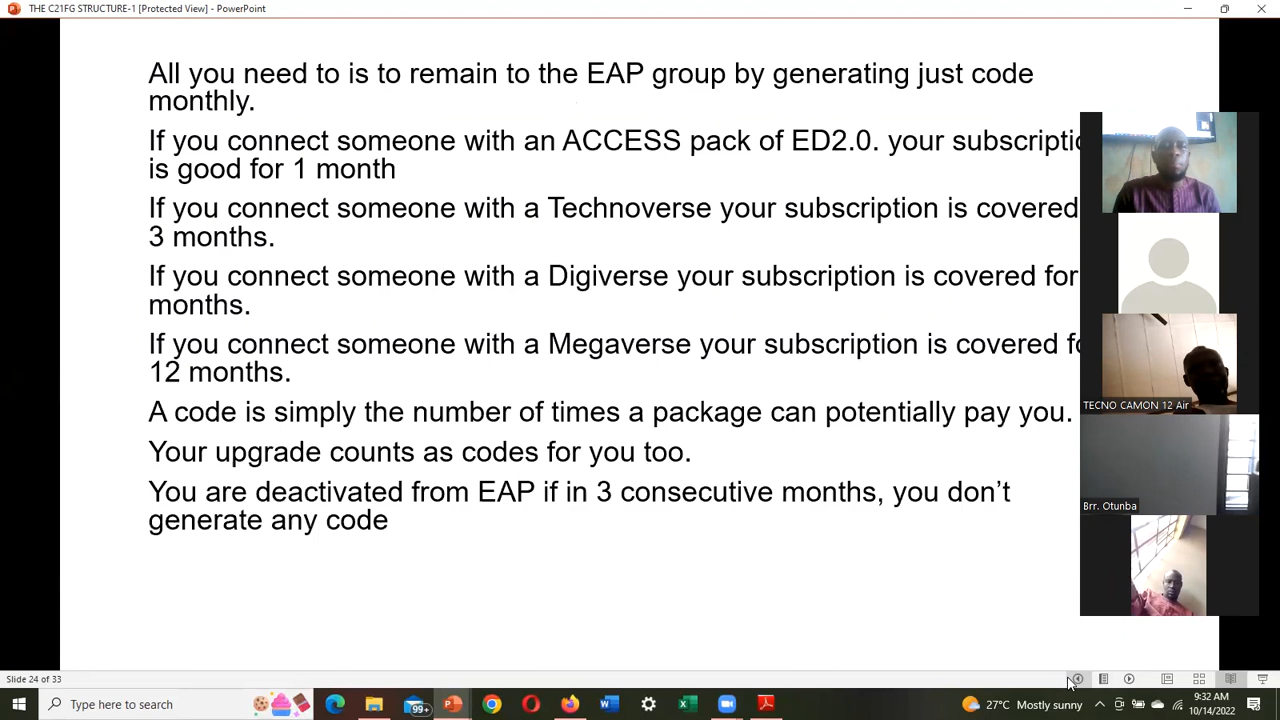 THE C21FG STRUCTURE-1 [Protected View] - PowerPoint
All you need to is to remain to the EAP group by generating just code
monthly.
If you connect someone with an ACCESS pack of ED2.0. your subscriptio
is good for 1 month
If you connect someone with a Technoverse your subscription is covered
3 months.
If you connect someone with a Digiverse your subscription is covered for
months.
If you connect someone with a Megaverse your subscription is covered fo
12 months.
A code is simply the number of times a package can potentially pay you.
Your upgrade counts as codes for you too.
You are deactivated from EAP if in 3 consecutive months, you don't
generate any code
TECNO CAMON 12 Air
Brr. Otunba
Slide 24 of 33
Type here to search
99+
27°C Mostly sunny
9:32 AM
10/14/2022